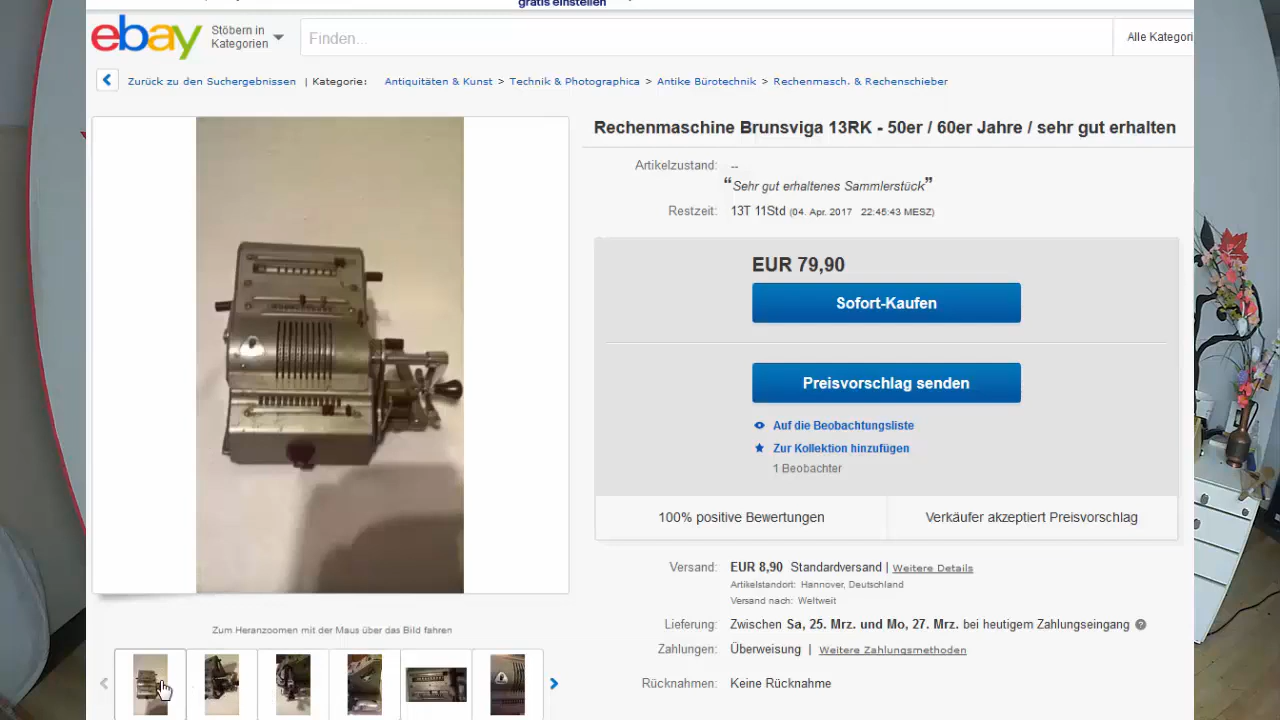 gratis einstellen
ebay
Stöbern in
Kategorien
Finden...
Alle Kategori
Zurück zu den Suchergebnissen | Kategorie: Antiquitäten & Kunst > Technik & Photographica > Antike Bürotechnik > Rechenmasch. & Rechenschieber
Rechenmaschine Brunsviga 13RK - 50er / 60er Jahre / sehr gut erhalten
Artikelzustand: --
“Sehr gut erhaltenes Sammlerstück”
Restzeit: 13T 11Std (04. Apr. 2017 22:45:43 MESZ)
EUR 79,90
Sofort-Kaufen
Preisvorschlag senden
Auf die Beobachtungsliste
Zur Kollektion hinzufügen
1 Beobachter
100% positive Bewertungen
Verkäufer akzeptiert Preisvorschlag
Versand: EUR 8,90 Standardversand | Weitere Details
Artikelstandort: Hannover, Deutschland
Versand nach: Weltweit
Lieferung: Zwischen Sa, 25. Mrz. und Mo, 27. Mrz. bei heutigem Zahlungseingang
Zahlungen: Überweisung | Weitere Zahlungsmethoden
Rücknahmen: Keine Rücknahme
Zum Heranzoomen mit der Maus über das Bild fahren